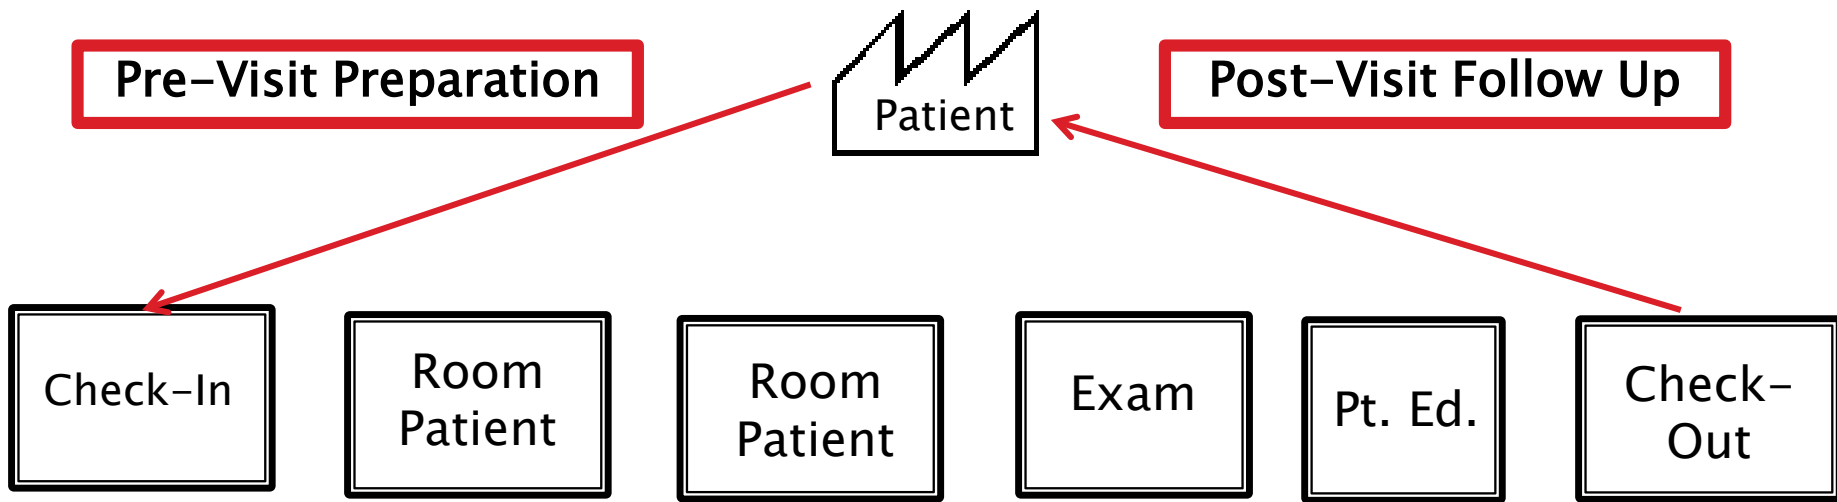 Pre-Visit Preparation
Patient
Post-Visit Follow Up
Check-In
Room
Patient
Room
Patient
Exam
Pt. Ed.
Check-
Out